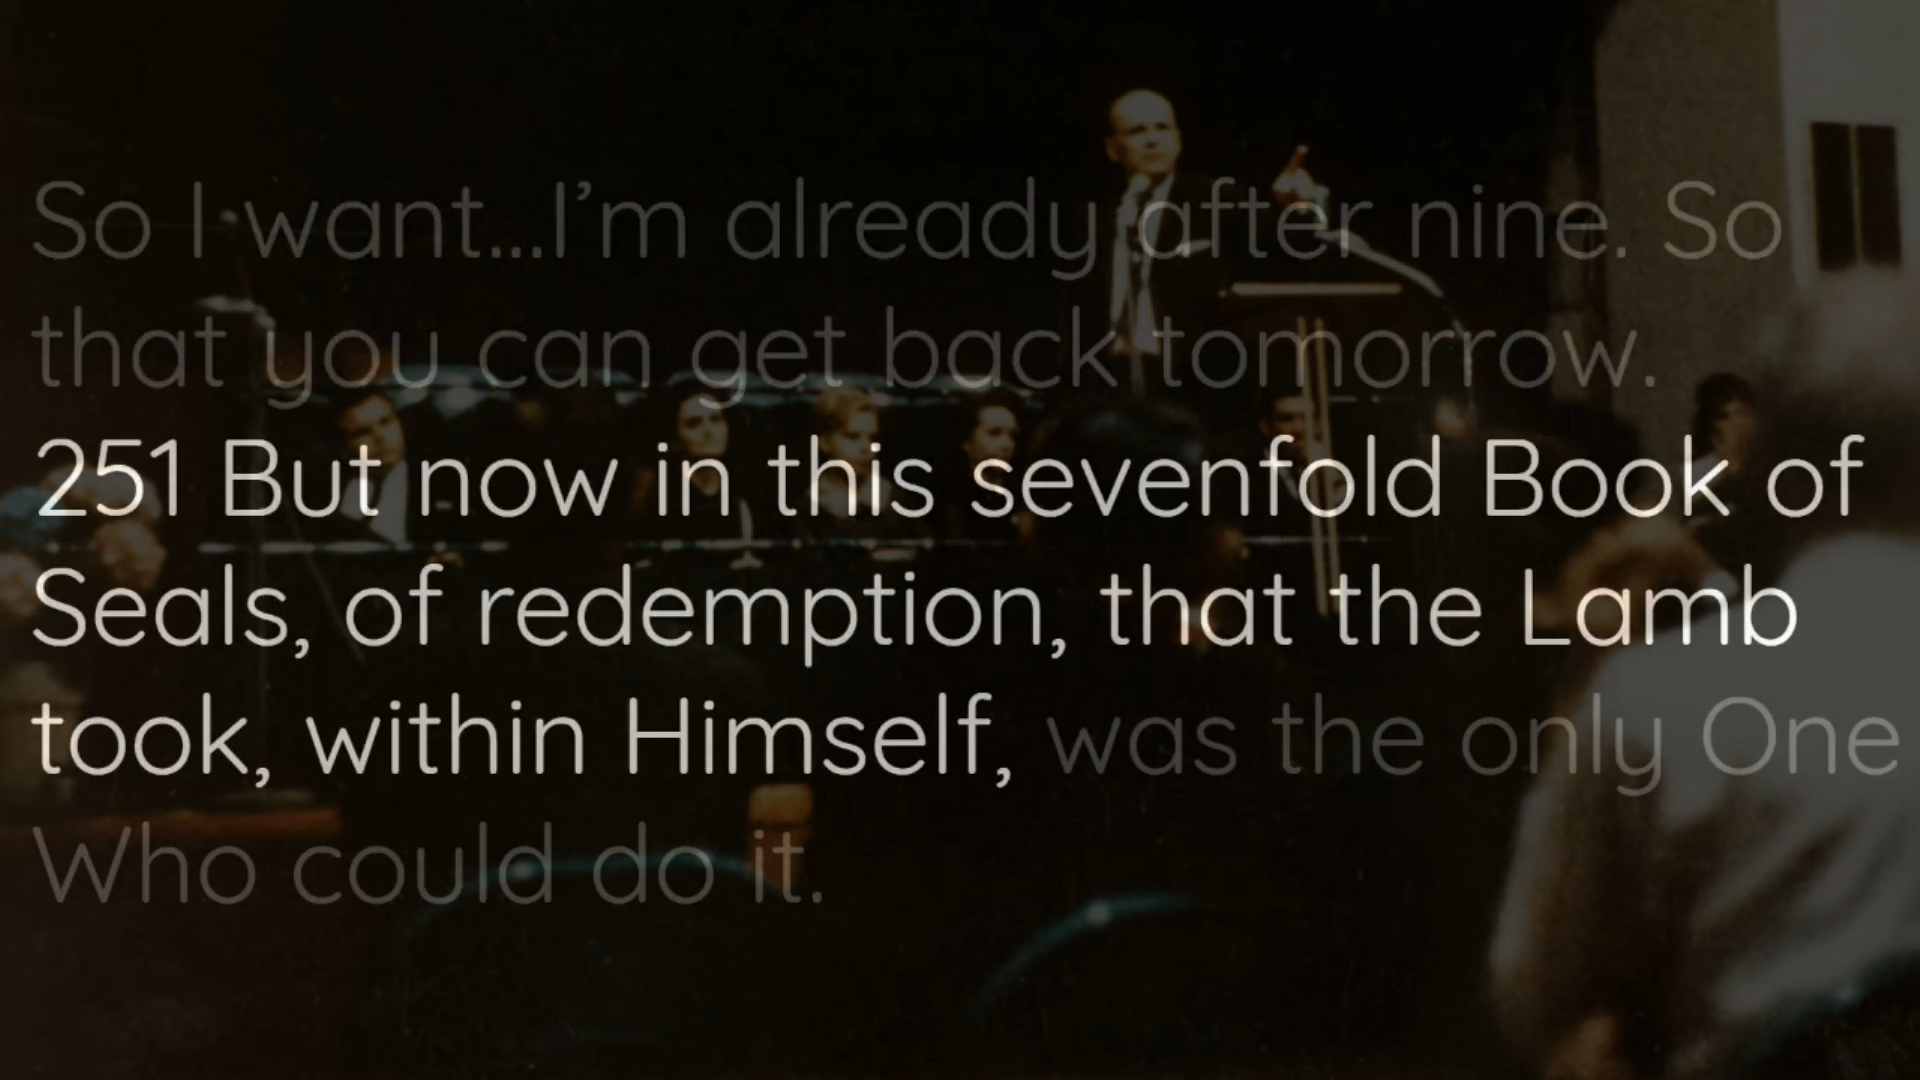 So I want...I’m already after nine. So
that you can get back tomorrow.
251 But now in this sevenfold Book of
Seals, of redemption, that the Lamb
took, within Himself, was the only One
Who could do it.